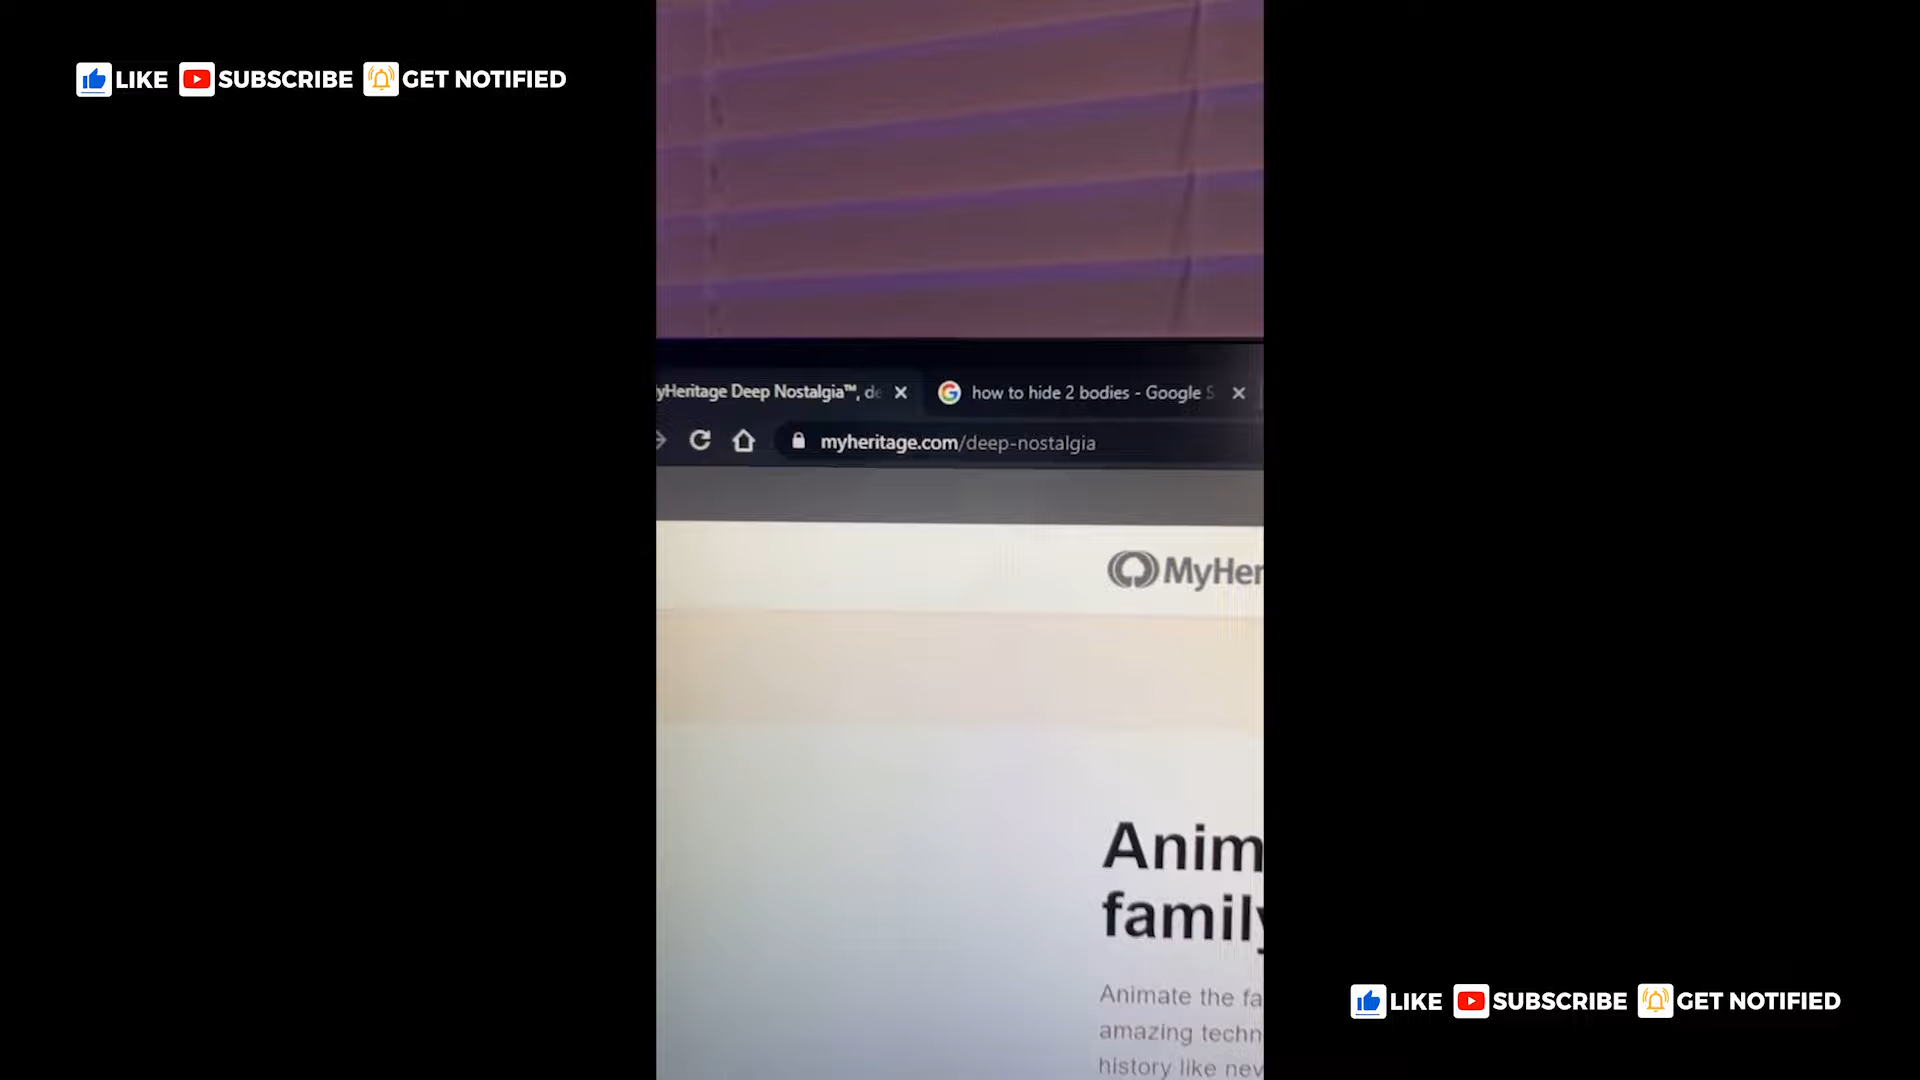 LIKE SUBSCRIBE GET NOTIFIED
yHeritage Deep Nostalgia™, de how to hide 2 bodies - Google S
myheritage.com/deep-nostalgia
MyHer
Anim
family
Animate the fa
amazing techn
history like nev
LIKE SUBSCRIBE GET NOTIFIED